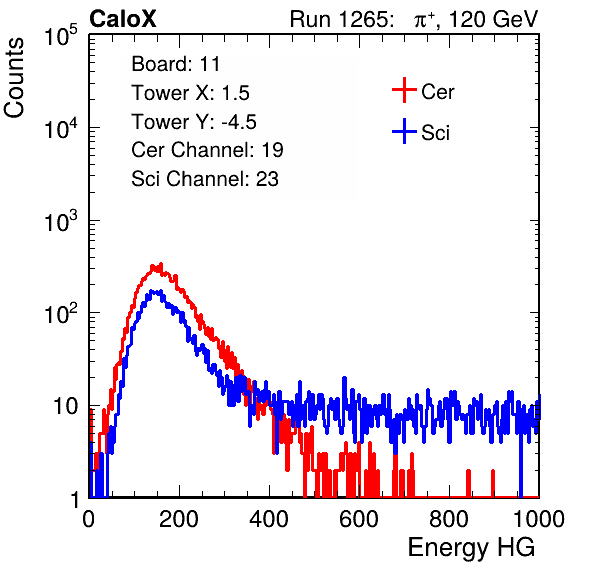 CaloX Run 1265: π⁺, 120 GeV
Counts
10⁵
10⁴
10³
10²
10
1
Board: 11
Tower X: 1.5
Tower Y: -4.5
Cer Channel: 19
Sci Channel: 23
Cer
Sci
0 200 400 600 800 1000
Energy HG